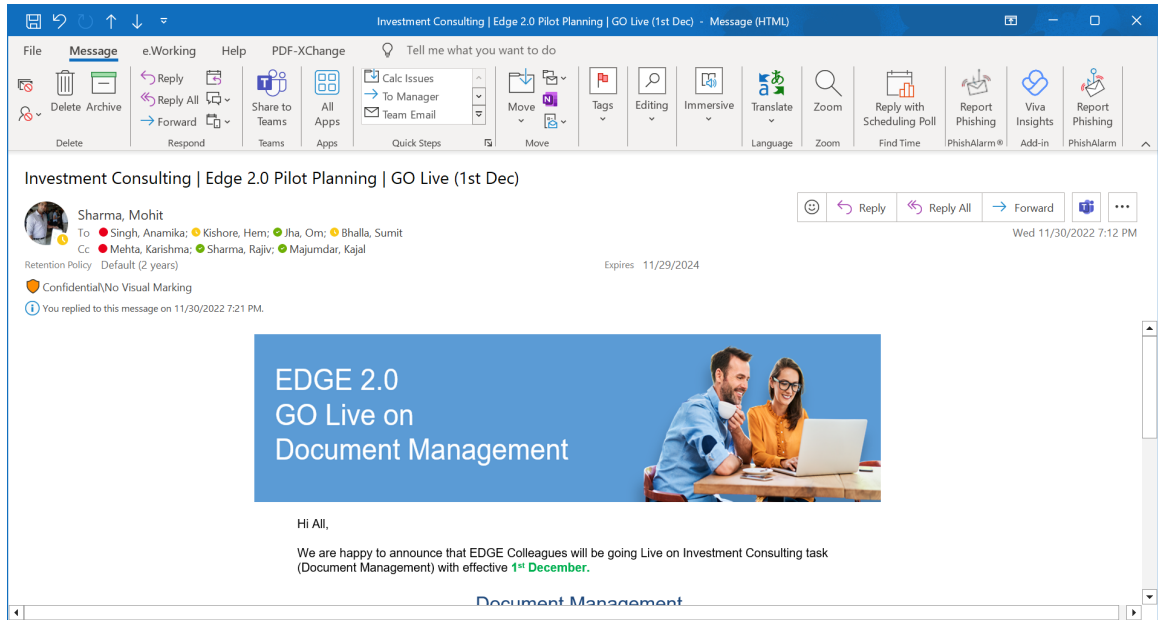 Investment Consulting | Edge 2.0 Pilot Planning | GO Live (1st Dec) - Message (HTML)
File Message e.Working Help PDF-XChange Tell me what you want to do
Delete Archive
Delete
Reply
Reply All
Forward
Respond
Share to Teams
Teams
All Apps
Apps
Calc Issues
To Manager
Team Email
Quick Steps
Move
Move
Tags
Editing
Immersive
Translate
Language
Zoom
Zoom
Reply with Scheduling Poll
Find Time
Report Phishing
PhishAlarm®
Viva Insights
Add-in
Report Phishing
PhishAlarm
Investment Consulting | Edge 2.0 Pilot Planning | GO Live (1st Dec)
Sharma, Mohit
To Singh, Anamika; Kishore, Hem; Jha, Om; Bhalla, Sumit
Cc Mehta, Karishma; Sharma, Rajiv; Majumdar, Kajal
Reply Reply All Forward
Wed 11/30/2022 7:12 PM
Retention Policy Default (2 years) Expires 11/29/2024
Confidential\No Visual Marking
You replied to this message on 11/30/2022 7:21 PM.
EDGE 2.0
GO Live on
Document Management
Hi All,
We are happy to announce that EDGE Colleagues will be going Live on Investment Consulting task
(Document Management) with effective 1st December.
Document Management